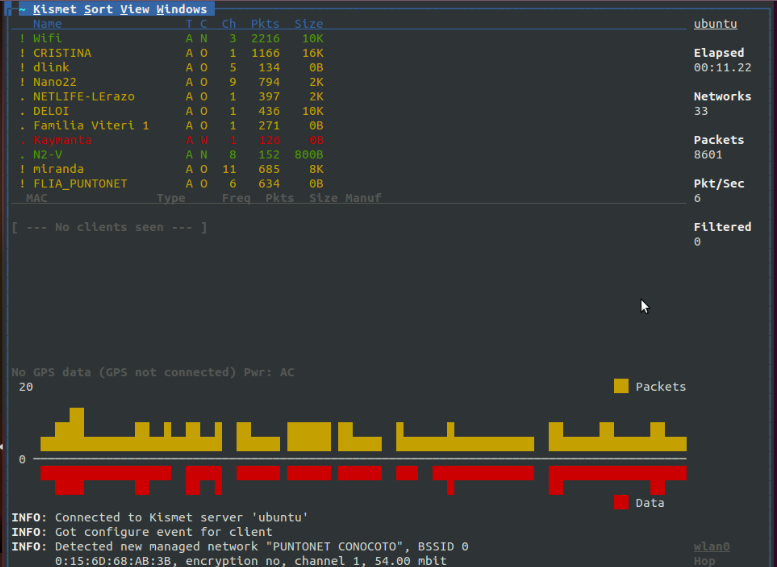 ~ Kismet Sort View Windows
Name T C Ch Pkts Size
! Wifi A N 3 2216 10K
! CRISTINA A O 1 1166 16K
! dlink A O 5 134 0B
! Nano22 A O 9 794 2K
. NETLIFE-LErazo A O 1 397 2K
. DELOI A O 1 436 10K
. Familia Viteri 1 A O 1 271 0B
. Kaymanta A W 1 126 0B
. N2-V A N 8 152 800B
! miranda A O 11 685 8K
! FLIA_PUNTONET A O 6 634 0B
MAC Type Freq Pkts Size Manuf
[ --- No clients seen --- ]
No GPS data (GPS not connected) Pwr: AC
20
Packets
0
Data
INFO: Connected to Kismet server 'ubuntu'
INFO: Got configure event for client
INFO: Detected new managed network "PUNTONET CONOCOTO", BSSID 0
0:15:6D:68:AB:3B, encryption no, channel 1, 54.00 mbit
ubuntu
Elapsed
00:11.22
Networks
33
Packets
8601
Pkt/Sec
6
Filtered
0
wlan0
Hop